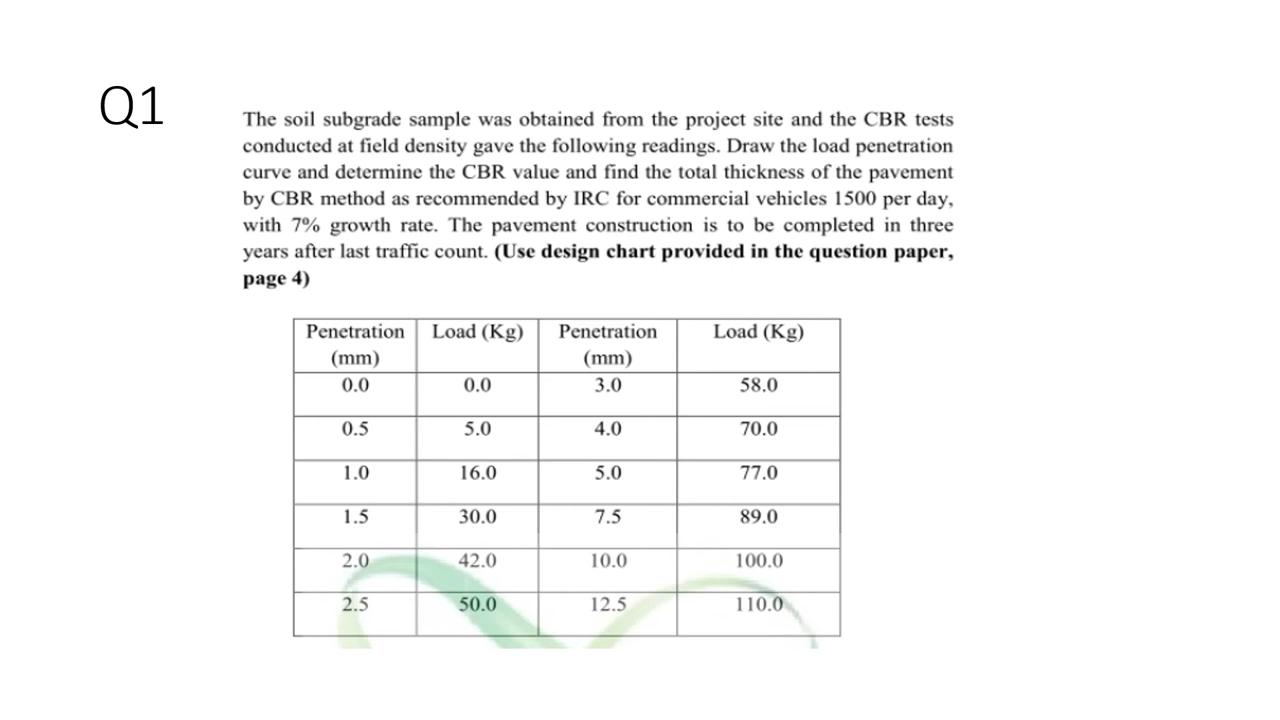 Q1
The soil subgrade sample was obtained from the project site and the CBR tests
conducted at field density gave the following readings. Draw the load penetration
curve and determine the CBR value and find the total thickness of the pavement
by CBR method as recommended by IRC for commercial vehicles 1500 per day,
with 7% growth rate. The pavement construction is to be completed in three
years after last traffic count. (Use design chart provided in the question paper,
page 4)
Penetration (mm) Load (Kg) Penetration (mm) Load (Kg)
0.0 0.0 3.0 58.0
0.5 5.0 4.0 70.0
1.0 16.0 5.0 77.0
1.5 30.0 7.5 89.0
2.0 42.0 10.0 100.0
2.5 50.0 12.5 110.0